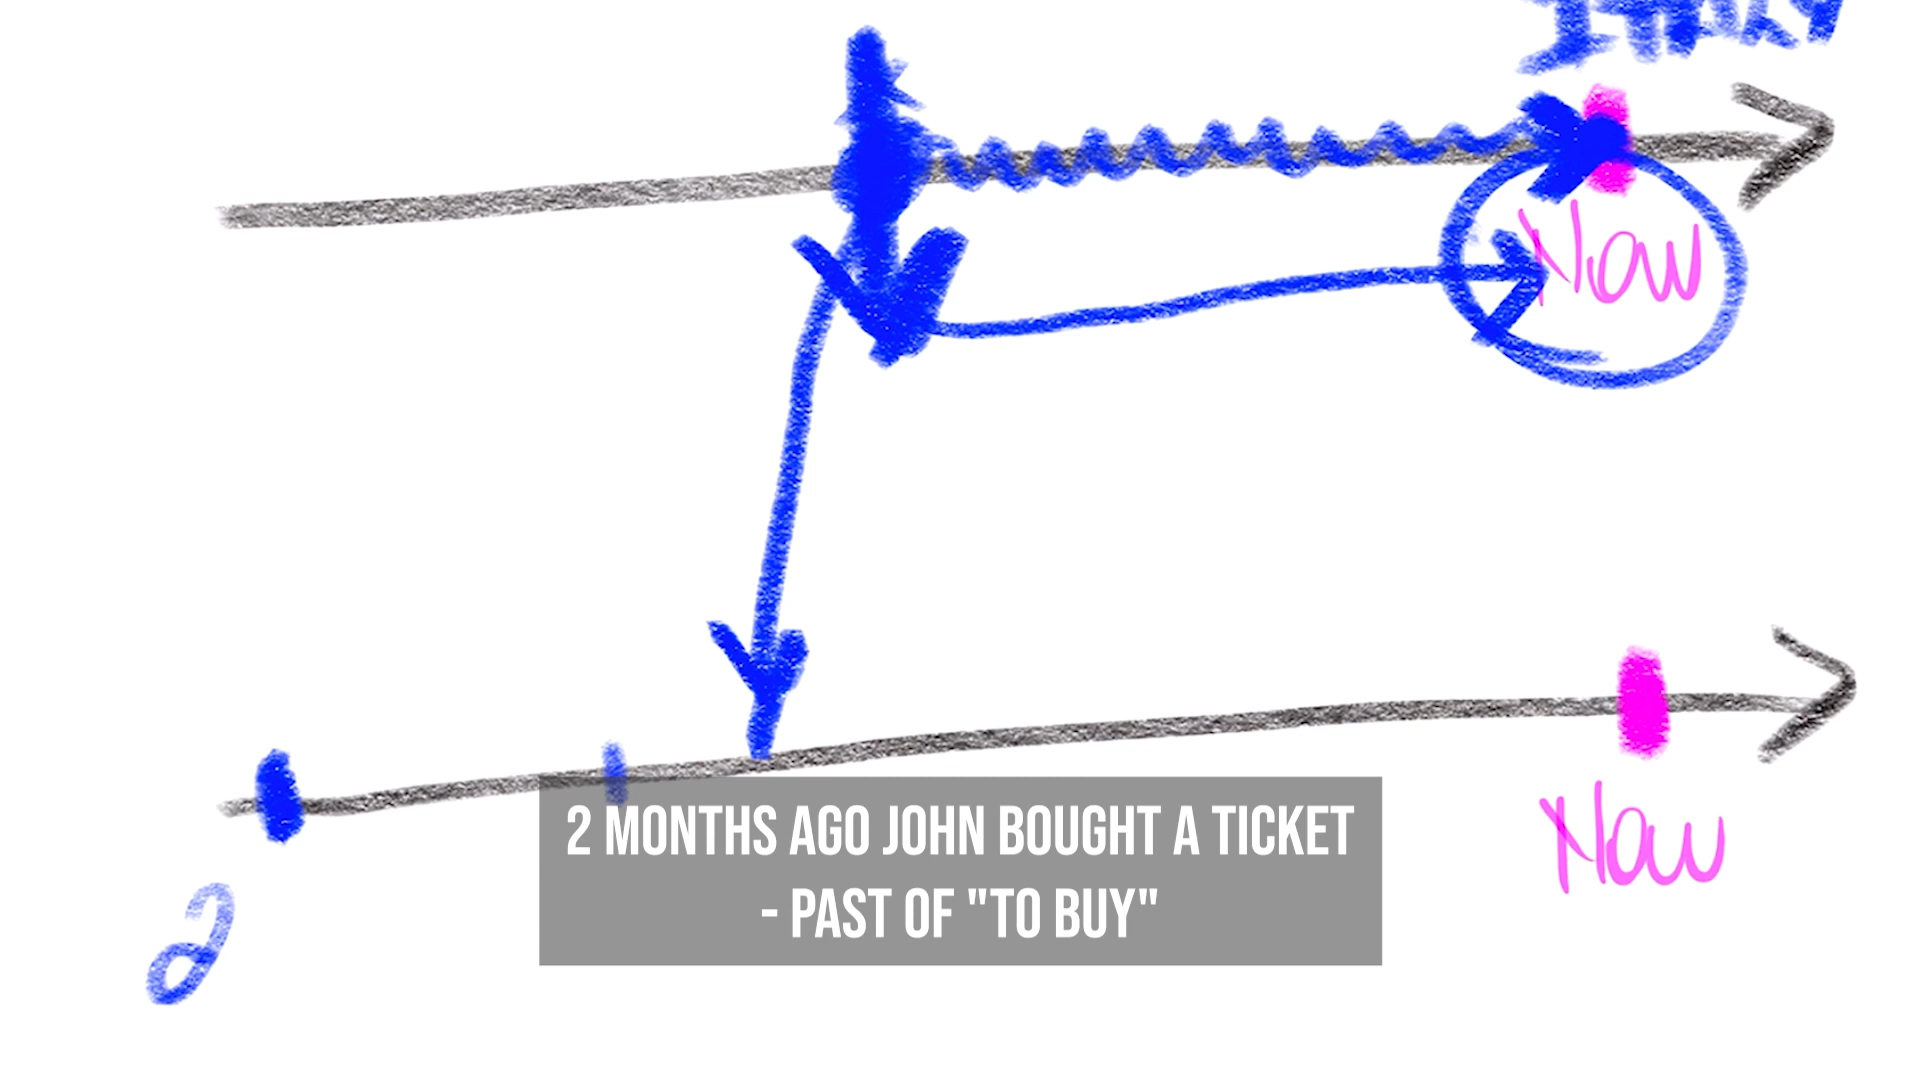 Now
2 MONTHS AGO JOHN BOUGHT A TICKET
- PAST OF "TO BUY"
Now
2